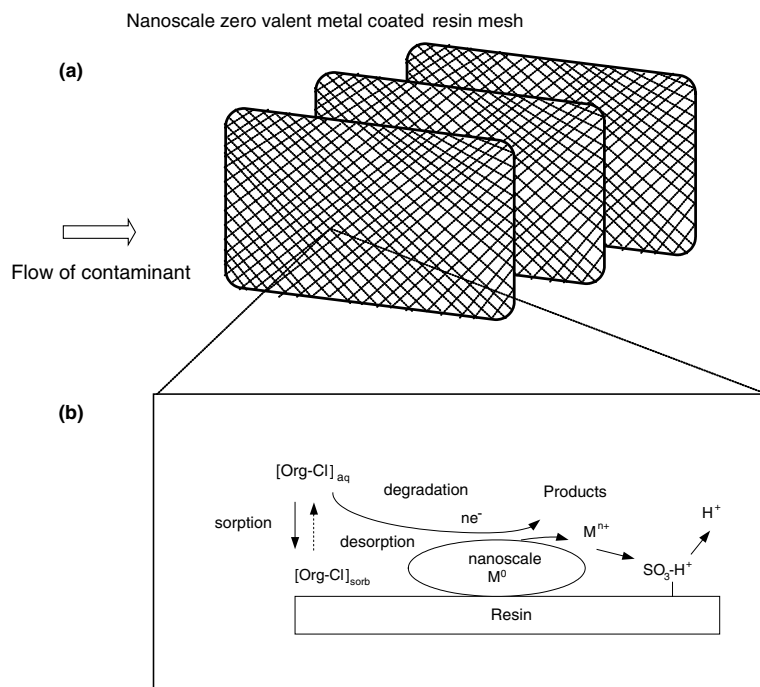 Nanoscale zero valent metal coated resin mesh
(a)
Flow of contaminant
(b)
[Org-Cl] aq
degradation
Products
H+
sorption
ne-
desorption
Mn+
nanoscale
M0
[Org-Cl]sorb
SO3-H+
Resin